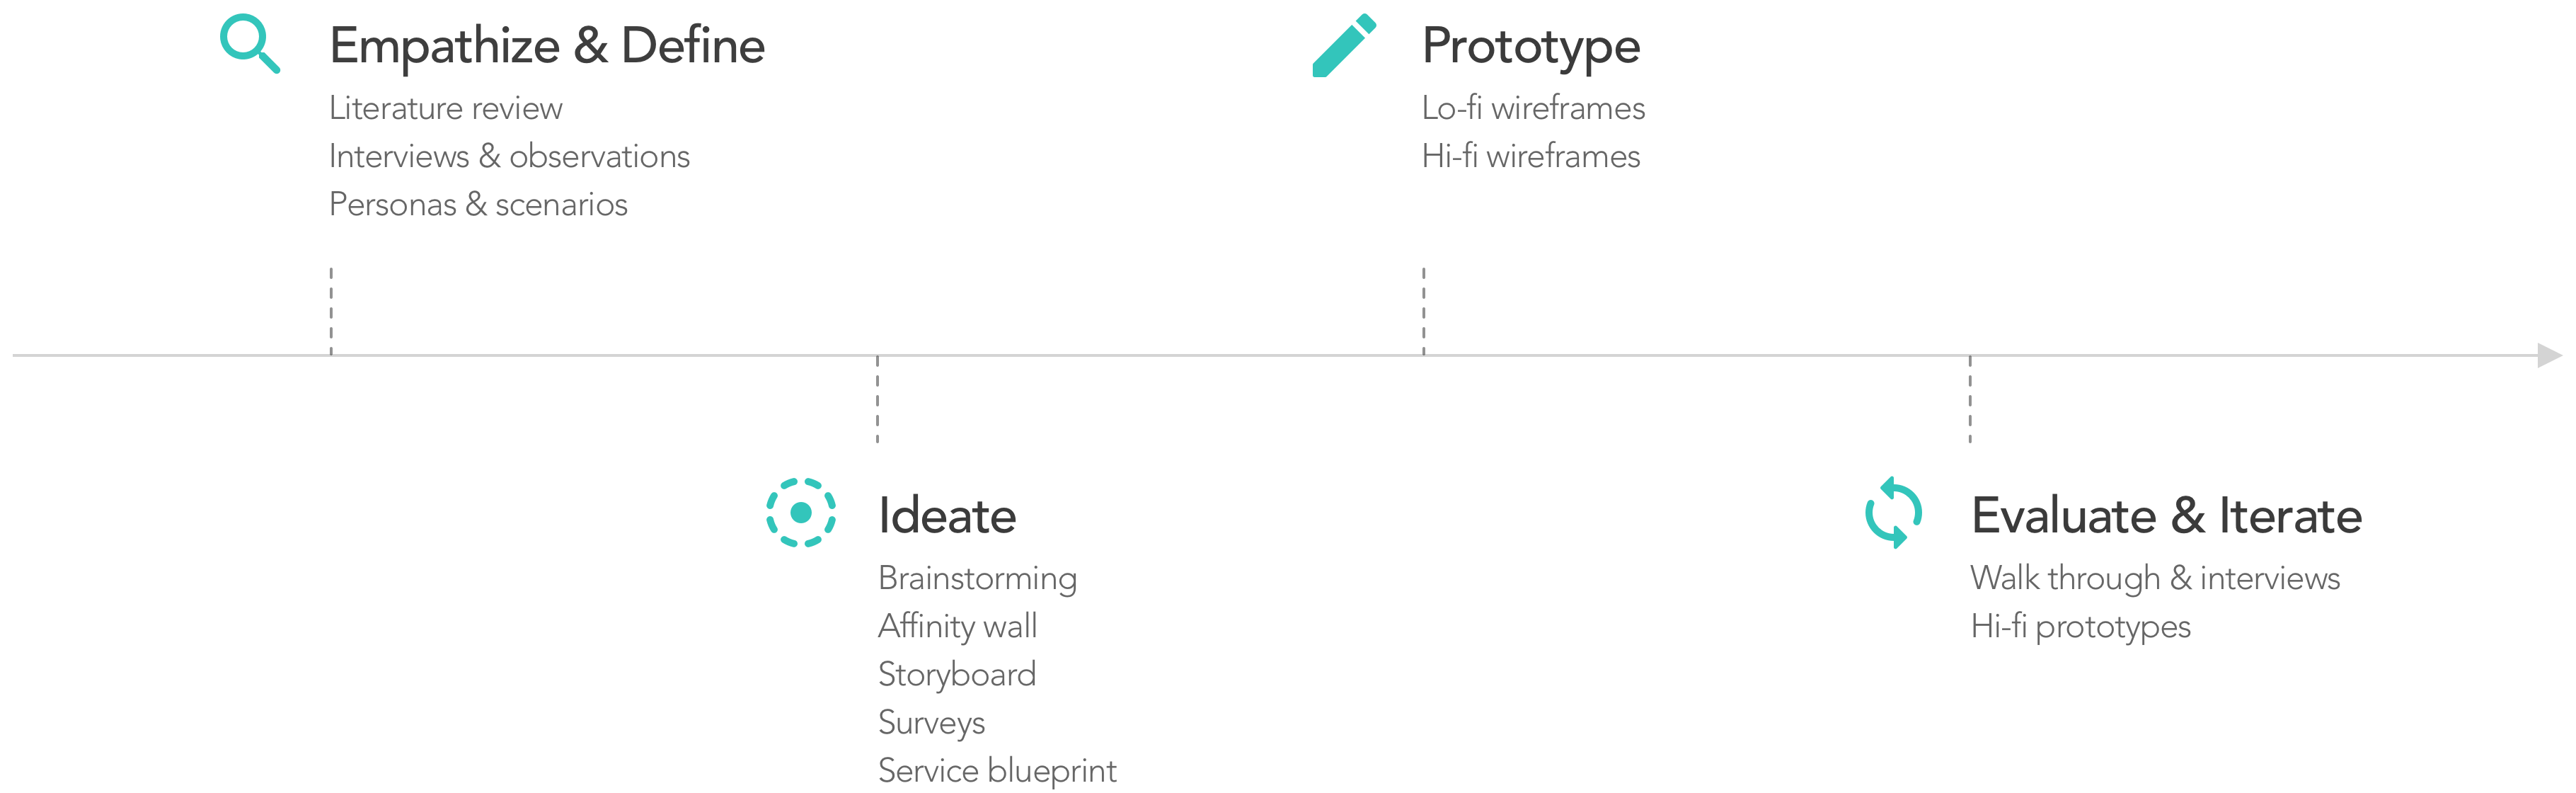 Empathize & Define
Literature review
Interviews & observations
Personas & scenarios
Ideate
Brainstorming
Affinity wall
Storyboard
Surveys
Service blueprint
Prototype
Lo-fi wireframes
Hi-fi wireframes
Evaluate & Iterate
Walk through & interviews
Hi-fi prototypes